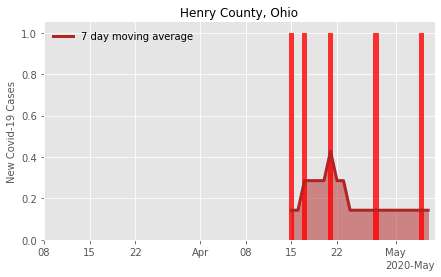 Henry County, Ohio
7 day moving average
New Covid-19 Cases
1.0
0.8
0.6
0.4
0.2
0.0
08 15 22 Apr 08 15 22 May
2020-May